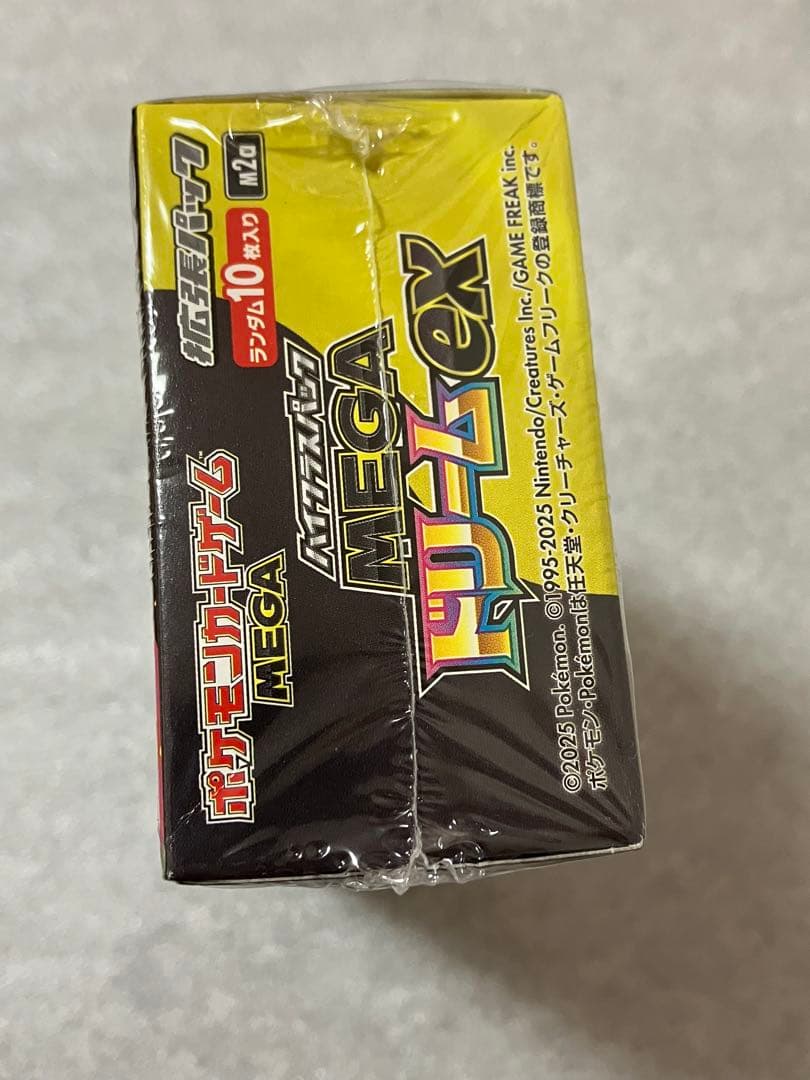 ポケモンカードゲーム™
MEGA
拡張パック
ランダム10枚入り
M2a
ハイクラスパック
MEGA
ドリームex
©2025 Pokémon. ©1995-2025 Nintendo/Creatures Inc./GAME FREAK inc.
ポケモン・Pokémonは任天堂・クリーチャーズ・ゲームフリークの登録商標です。